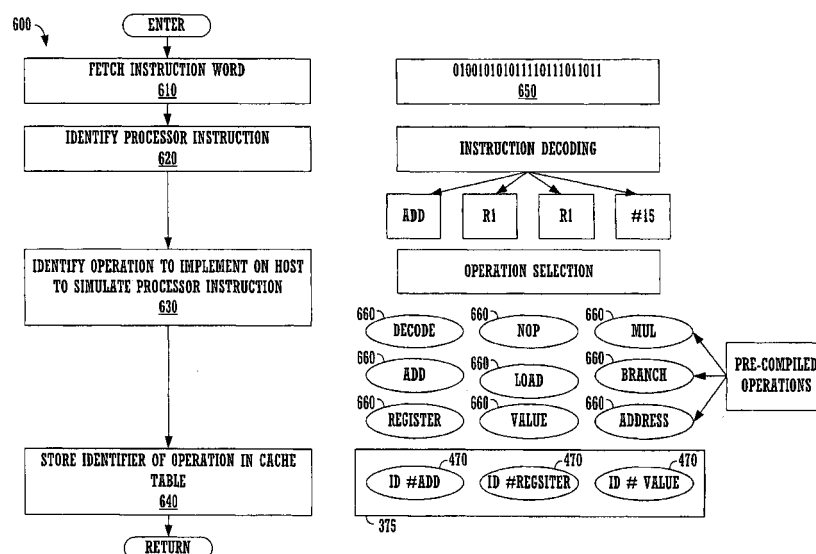 600
ENTER
FETCH INSTRUCTION WORD
610
IDENTIFY PROCESSOR INSTRUCTION
620
IDENTIFY OPERATION TO IMPLEMENT ON HOST
TO SIMULATE PROCESSOR INSTRUCTION
630
STORE IDENTIFIER OF OPERATION IN CACHE
TABLE
640
RETURN
010010101011110111011011
650
INSTRUCTION DECODING
ADD
R1
R1
#15
OPERATION SELECTION
660
DECODE
660
NOP
660
MUL
660
ADD
660
LOAD
660
BRANCH
660
REGISTER
660
VALUE
660
ADDRESS
PRE-COMPILED
OPERATIONS
470
ID #ADD
470
ID #REGSITER
470
ID # VALUE
375